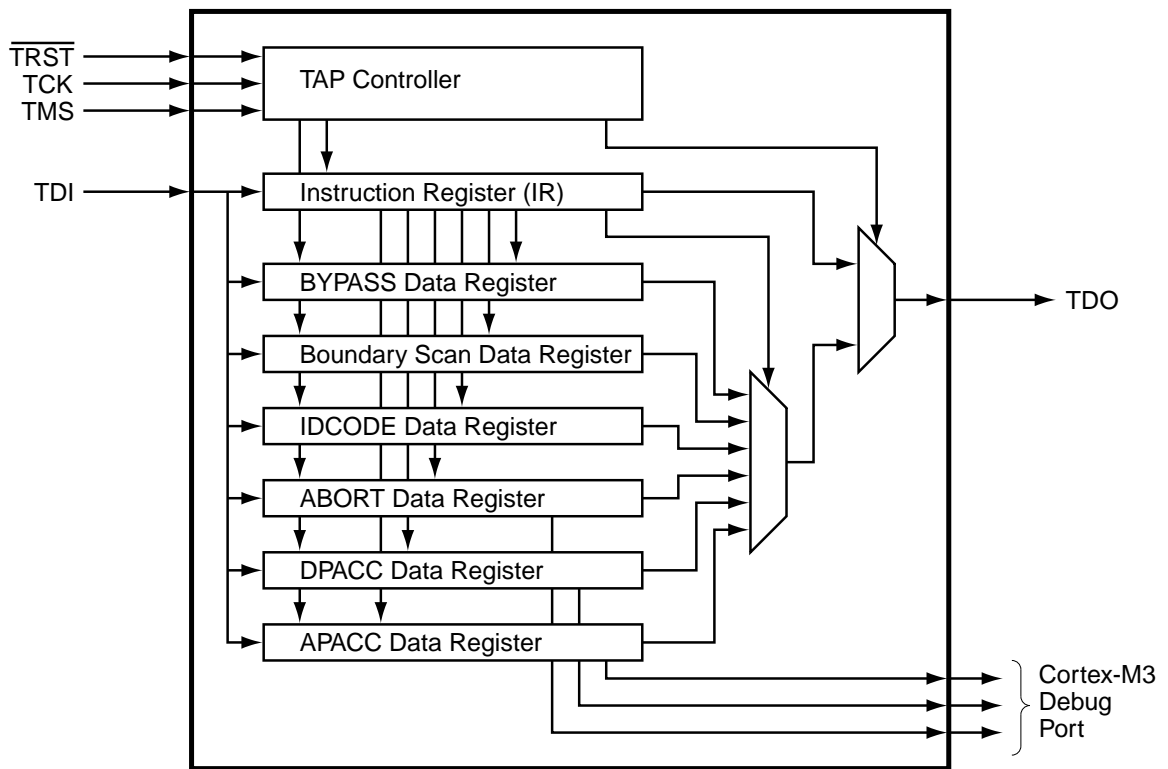 TRST
TCK
TMS
TDI
TAP Controller
Instruction Register (IR)
BYPASS Data Register
Boundary Scan Data Register
IDCODE Data Register
ABORT Data Register
DPACC Data Register
APACC Data Register
TDO
Cortex-M3
Debug
Port